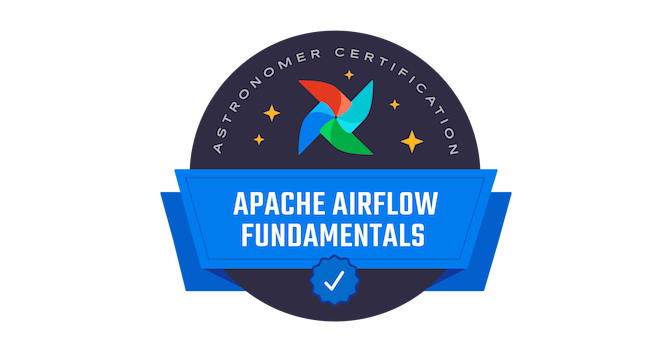 ASTRONOMER CERTIFICATION
APACHE AIRFLOW
FUNDAMENTALS